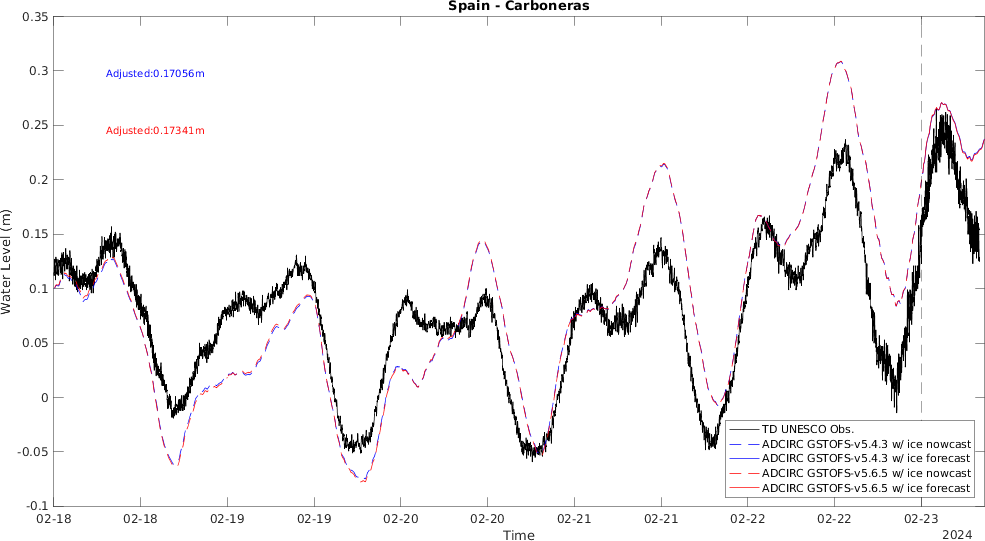 Spain - Carboneras
0.35
0.3
0.25
0.2
0.15
0.1
0.05
0
-0.05
-0.1
Water Level (m)
Adjusted:0.17056m
Adjusted:0.17341m
TD UNESCO Obs.
ADCIRC GSTOFS-v5.4.3 w/ ice nowcast
ADCIRC GSTOFS-v5.4.3 w/ ice forecast
ADCIRC GSTOFS-v5.6.5 w/ ice nowcast
ADCIRC GSTOFS-v5.6.5 w/ ice forecast
02-18 02-18 02-19 02-19 02-20 02-20 02-21 02-21 02-22 02-22 02-23
Time
2024